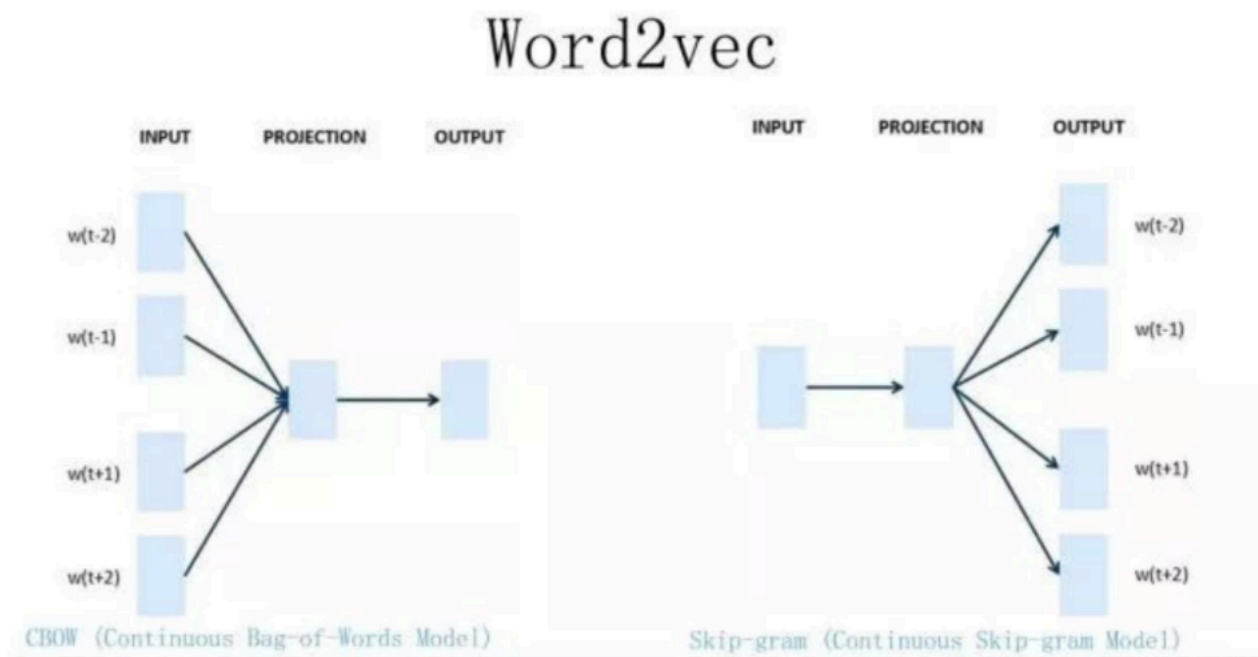 Word2vec
INPUT PROJECTION OUTPUT
w(t-2)
w(t-1)
w(t+1)
w(t+2)
CBOW (Continuous Bag-of-Words Model)
INPUT PROJECTION OUTPUT
w(t-2)
w(t-1)
w(t+1)
w(t+2)
Skip-gram (Continuous Skip-gram Model)